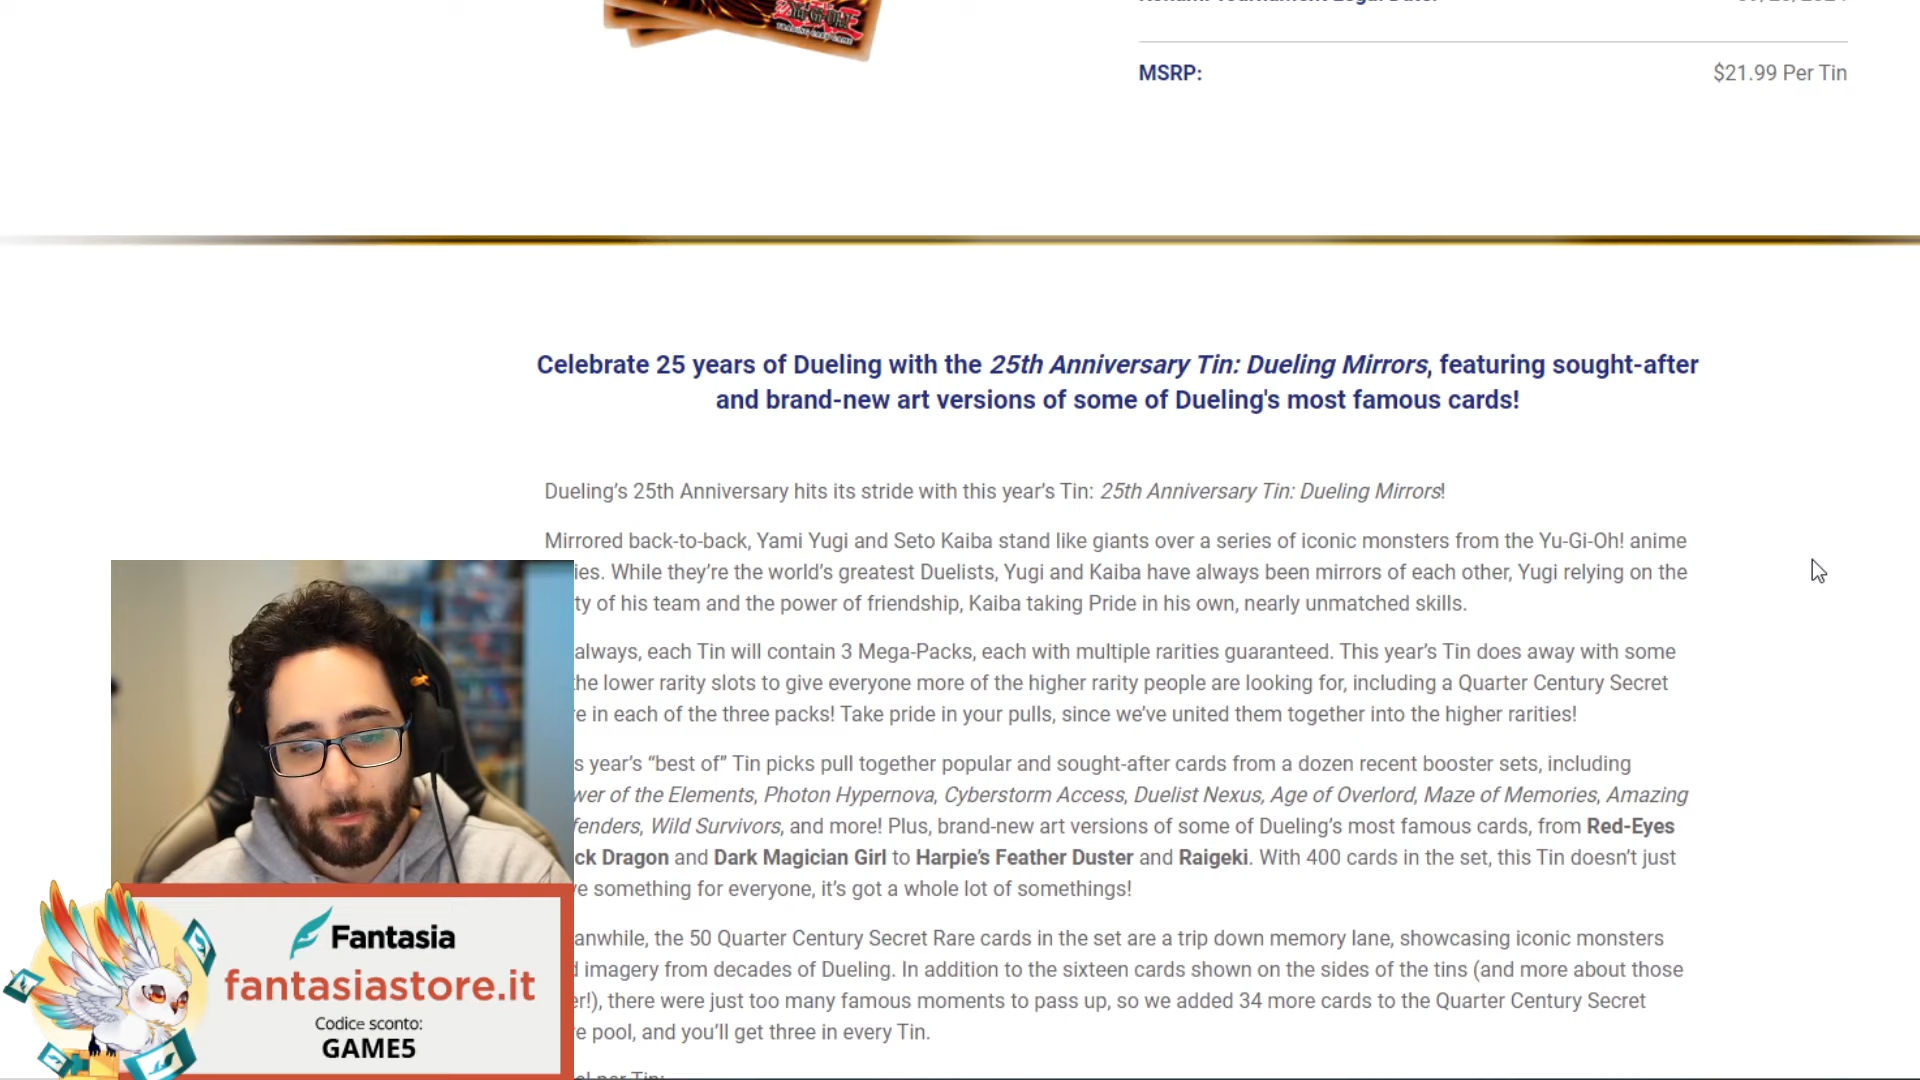 MSRP:
$21.99 Per Tin
Celebrate 25 years of Dueling with the 25th Anniversary Tin: Dueling Mirrors, featuring sought-after
and brand-new art versions of some of Dueling's most famous cards!
Dueling’s 25th Anniversary hits its stride with this year’s Tin: 25th Anniversary Tin: Dueling Mirrors!
Mirrored back-to-back, Yami Yugi and Seto Kaiba stand like giants over a series of iconic monsters from the Yu-Gi-Oh! anime
ies. While they’re the world’s greatest Duelists, Yugi and Kaiba have always been mirrors of each other, Yugi relying on the
ty of his team and the power of friendship, Kaiba taking Pride in his own, nearly unmatched skills.
always, each Tin will contain 3 Mega-Packs, each with multiple rarities guaranteed. This year’s Tin does away with some
he lower rarity slots to give everyone more of the higher rarity people are looking for, including a Quarter Century Secret
e in each of the three packs! Take pride in your pulls, since we’ve united them together into the higher rarities!
s year’s “best of” Tin picks pull together popular and sought-after cards from a dozen recent booster sets, including
wer of the Elements, Photon Hypernova, Cyberstorm Access, Duelist Nexus, Age of Overlord, Maze of Memories, Amazing
fenders, Wild Survivors, and more! Plus, brand-new art versions of some of Dueling’s most famous cards, from Red-Eyes
ck Dragon and Dark Magician Girl to Harpie’s Feather Duster and Raigeki. With 400 cards in the set, this Tin doesn’t just
e something for everyone, it’s got a whole lot of somethings!
anwhile, the 50 Quarter Century Secret Rare cards in the set are a trip down memory lane, showcasing iconic monsters
d imagery from decades of Dueling. In addition to the sixteen cards shown on the sides of the tins (and more about those
er!), there were just too many famous moments to pass up, so we added 34 more cards to the Quarter Century Secret
e pool, and you’ll get three in every Tin.
Fantasia
fantasiastore.it
Codice sconto:
GAME5